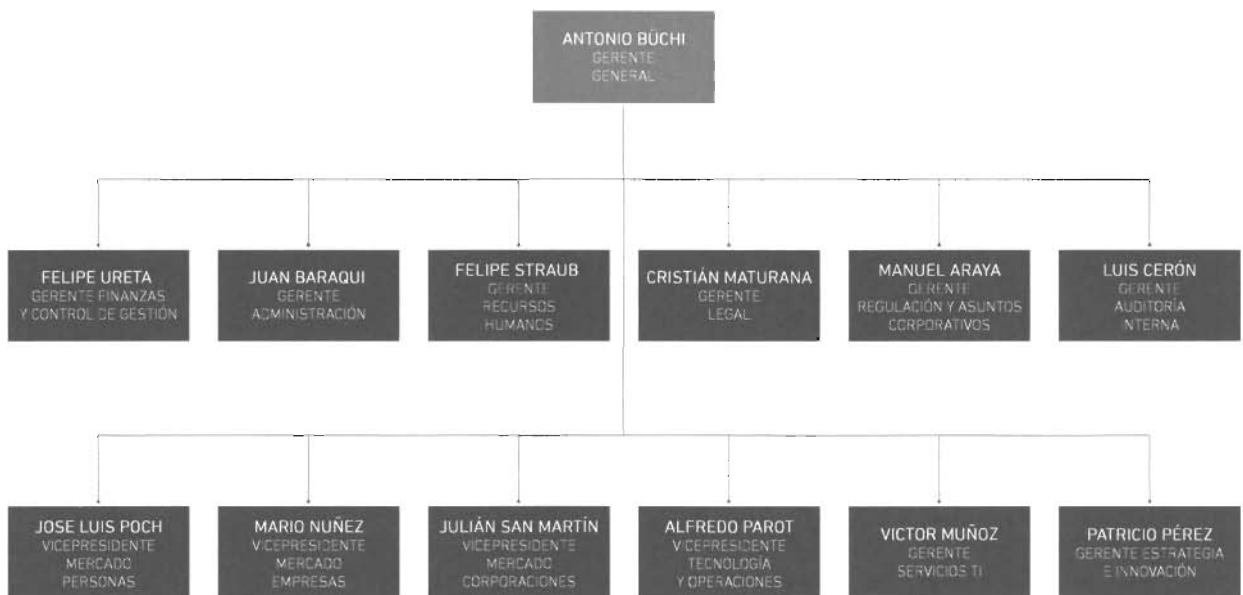 ANTONIO BÜCHI
GERENTE
GENERAL
FELIPE URETA
GERENTE FINANZAS
Y CONTROL DE GESTIÓN
JUAN BARAQUI
GERENTE
ADMINISTRACIÓN
FELIPE STRAUB
GERENTE
RECURSOS
HUMANOS
CRISTIÁN MATURANA
GERENTE
LEGAL
MANUEL ARAYA
GERENTE
REGULACIÓN Y ASUNTOS
CORPORATIVOS
LUIS CERÓN
GERENTE
AUDITORÍA
INTERNA
JOSE LUIS POCH
VICEPRESIDENTE
MERCADO
PERSONAS
MARIO NUÑEZ
VICEPRESIDENTE
MERCADO
EMPRESAS
JULIÁN SAN MARTÍN
VICEPRESIDENTE
MERCADO
CORPORACIONES
ALFREDO PAROT
VICEPRESIDENTE
TECNOLOGÍA
Y OPERACIONES
VICTOR MUÑOZ
GERENTE
SERVICIOS TI
PATRICIO PÉREZ
GERENTE ESTRATEGIA
E INNOVACIÓN